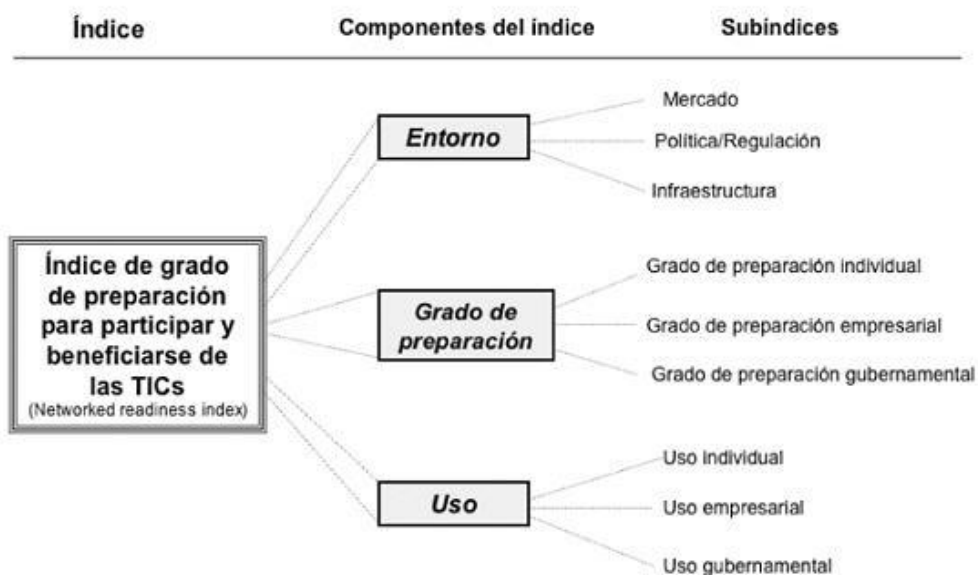 Índice
Componentes del índice
Subindices
Mercado
Entorno
Política/Regulación
Infraestructura
Índice de grado
de preparación
para participar y
beneficiarse de
las TICs
(Networked readiness index)
Grado de preparación individual
Grado de
preparación
Grado de preparación empresarial
Grado de preparación gubernamental
Uso individual
Uso
Uso empresarial
Uso gubernamental